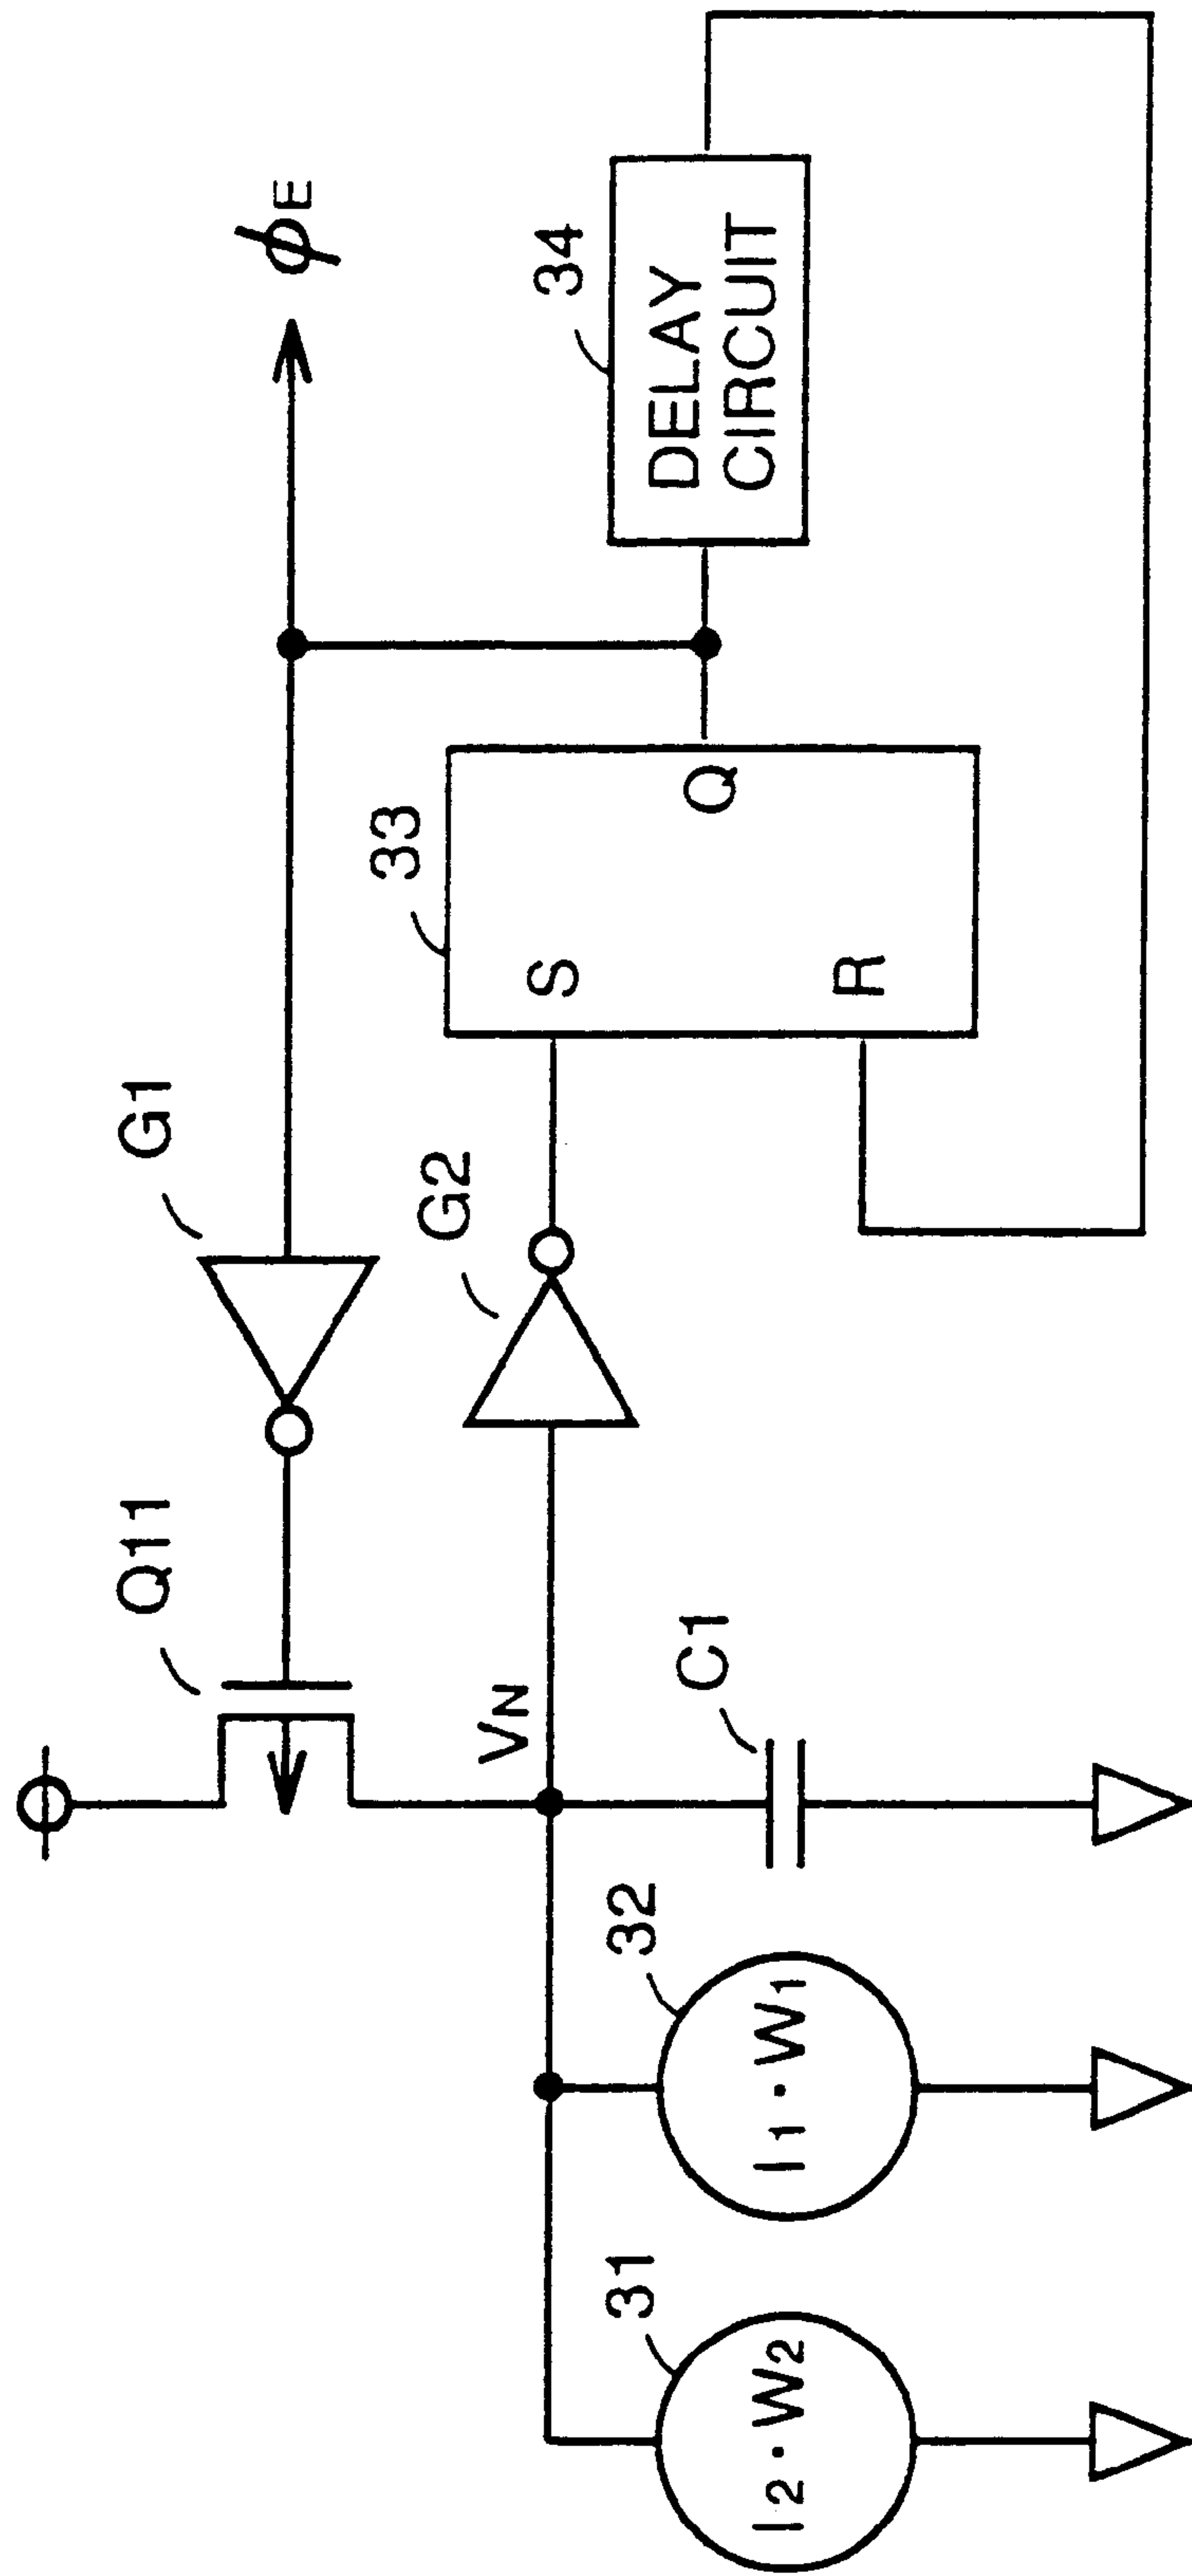 Q11
G1
ϕE
VN
G2
33
34
S
R
Q
DELAY
CIRCUIT
31
32
C1
I2・W2
I1・W1